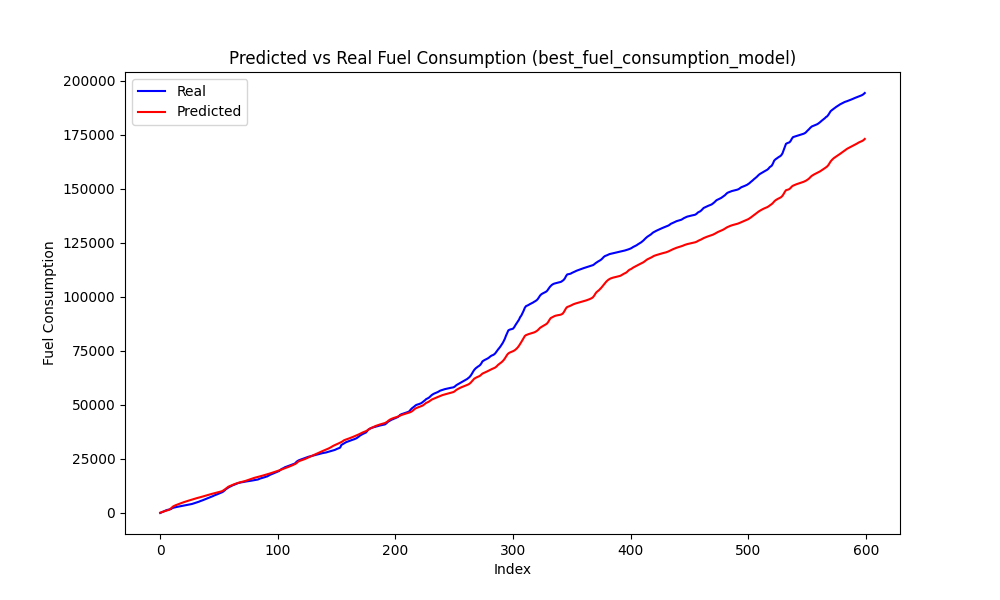 Predicted vs Real Fuel Consumption (best_fuel_consumption_model)
Real
Predicted
200000
175000
150000
125000
100000
75000
50000
25000
0
Fuel Consumption
0 100 200 300 400 500 600
Index